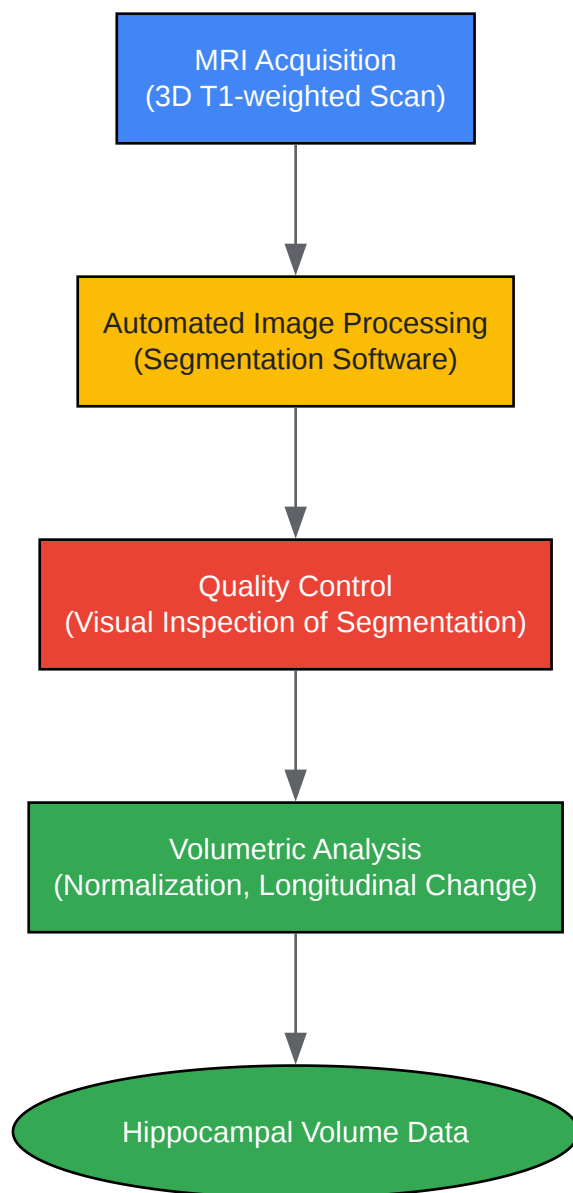 MRI Acquisition
(3D T1-weighted Scan)
Automated Image Processing
(Segmentation Software)
Quality Control
(Visual Inspection of Segmentation)
Volumetric Analysis
(Normalization, Longitudinal Change)
Hippocampal Volume Data